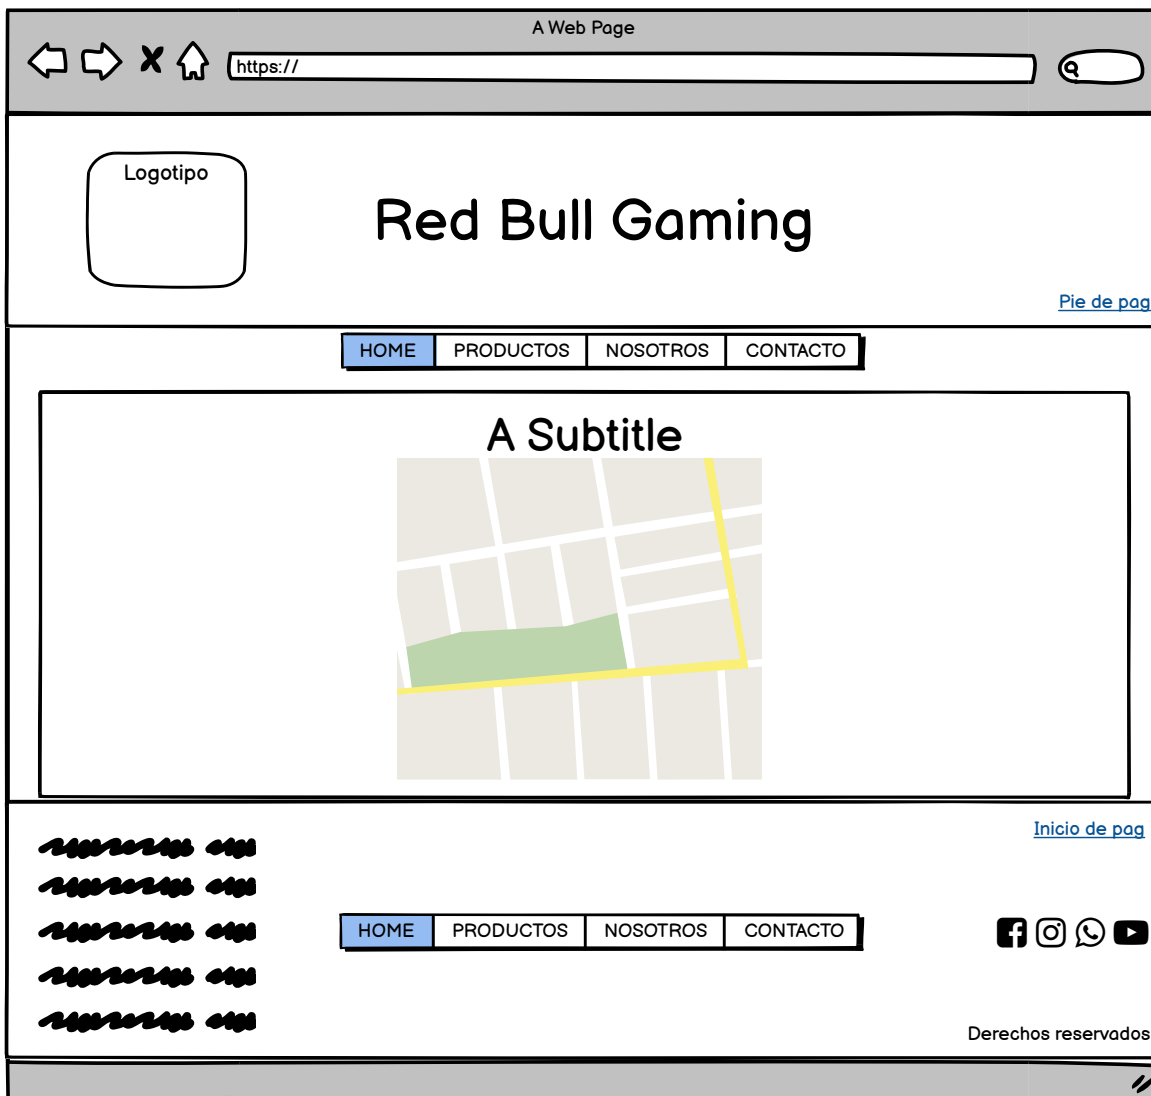 A Web Page
https://
Logotipo
Red Bull Gaming
Pie de pag
HOME PRODUCTOS NOSOTROS CONTACTO
A Subtitle
Inicio de pag
HOME PRODUCTOS NOSOTROS CONTACTO
Derechos reservados